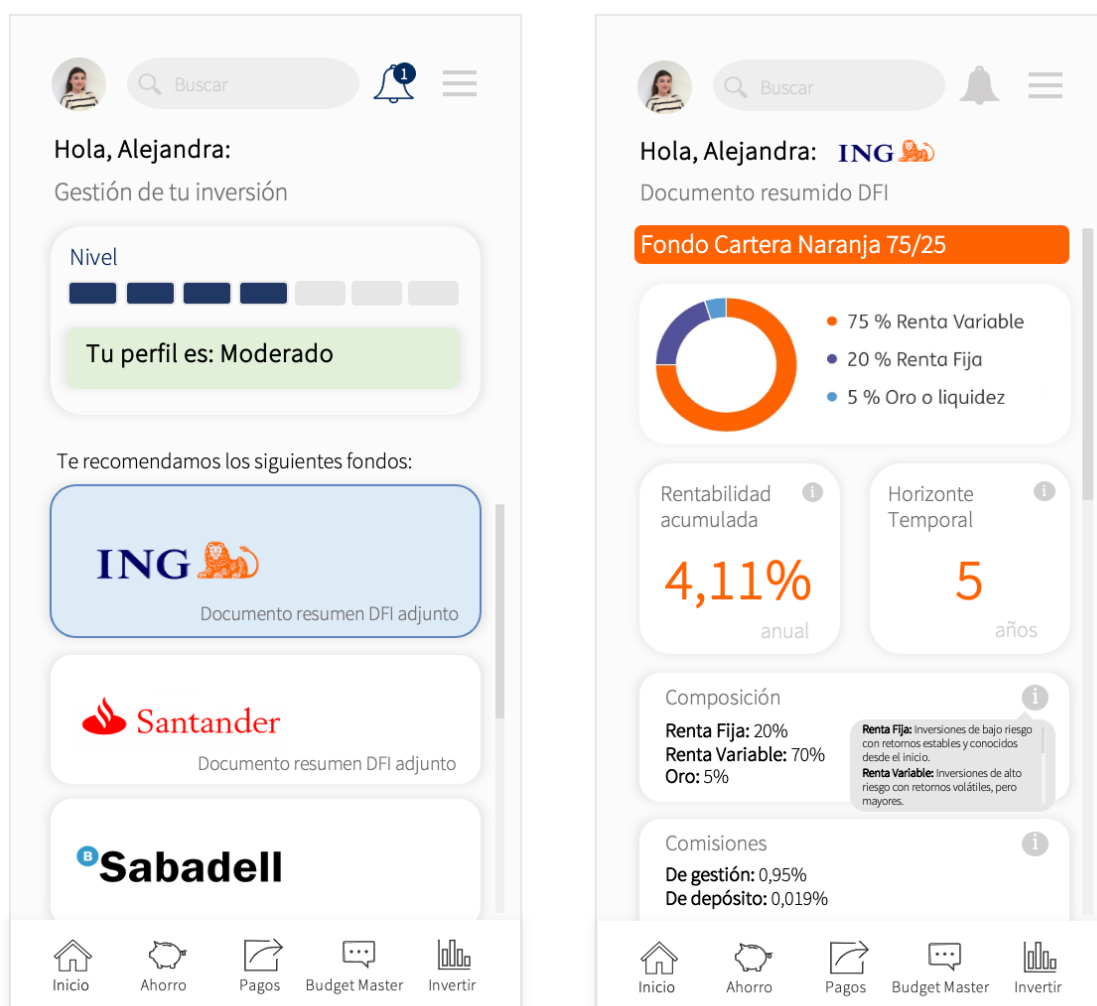 Buscar
1
Hola, Alejandra:
Gestión de tu inversión
Nivel
Tu perfil es: Moderado
Te recomendamos los siguientes fondos:
ING
Documento resumen DFI adjunto
Santander
Documento resumen DFI adjunto
B Sabadell
Inicio
Ahorro
Pagos
Budget Master
Invertir
Buscar
Hola, Alejandra: ING
Documento resumido DFI
Fondo Cartera Naranja 75/25
75 % Renta Variable
20 % Renta Fija
5 % Oro o liquidez
Rentabilidad i
acumulada
4,11%
anual
Horizonte i
Temporal
5
años
Composición i
Renta Fija: 20%
Renta Variable: 70%
Oro: 5%
Renta Fija: Inversiones de bajo riesgo
con retornos estables y conocidos
desde el inicio.
Renta Variable: Inversiones de alto
riesgo con retornos volátiles, pero
mayores.
Comisiones i
De gestión: 0,95%
De depósito: 0,019%
Inicio
Ahorro
Pagos
Budget Master
Invertir